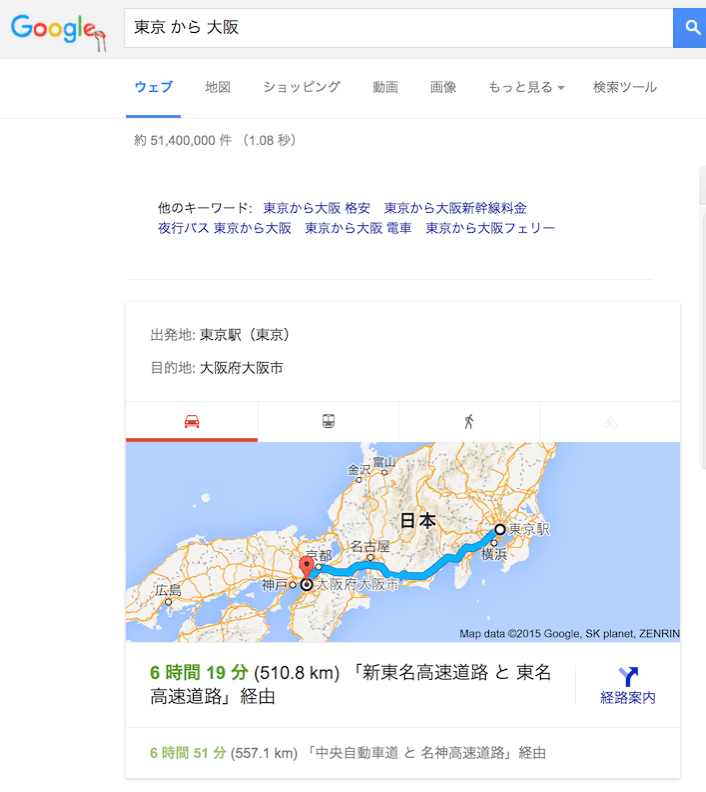 Google
東京 から 大阪
ウェブ 地図 ショッピング 動画 画像 もっと見る 検索ツール
約 51,400,000 件 （1.08 秒）
他のキーワード: 東京から大阪 格安 東京から大阪新幹線料金
夜行バス 東京から大阪 東京から大阪 電車 東京から大阪フェリー
出発地: 東京駅（東京）
目的地: 大阪府大阪市
富山
金沢
日本
東京駅
名古屋
横浜
京都
神戸
大阪府大阪市
広島
Map data ©2015 Google, SK planet, ZENRIN
6 時間 19 分 (510.8 km) 「新東名高速道路 と 東名
高速道路」経由
経路案内
6 時間 51 分 (557.1 km) 「中央自動車道 と 名神高速道路」経由